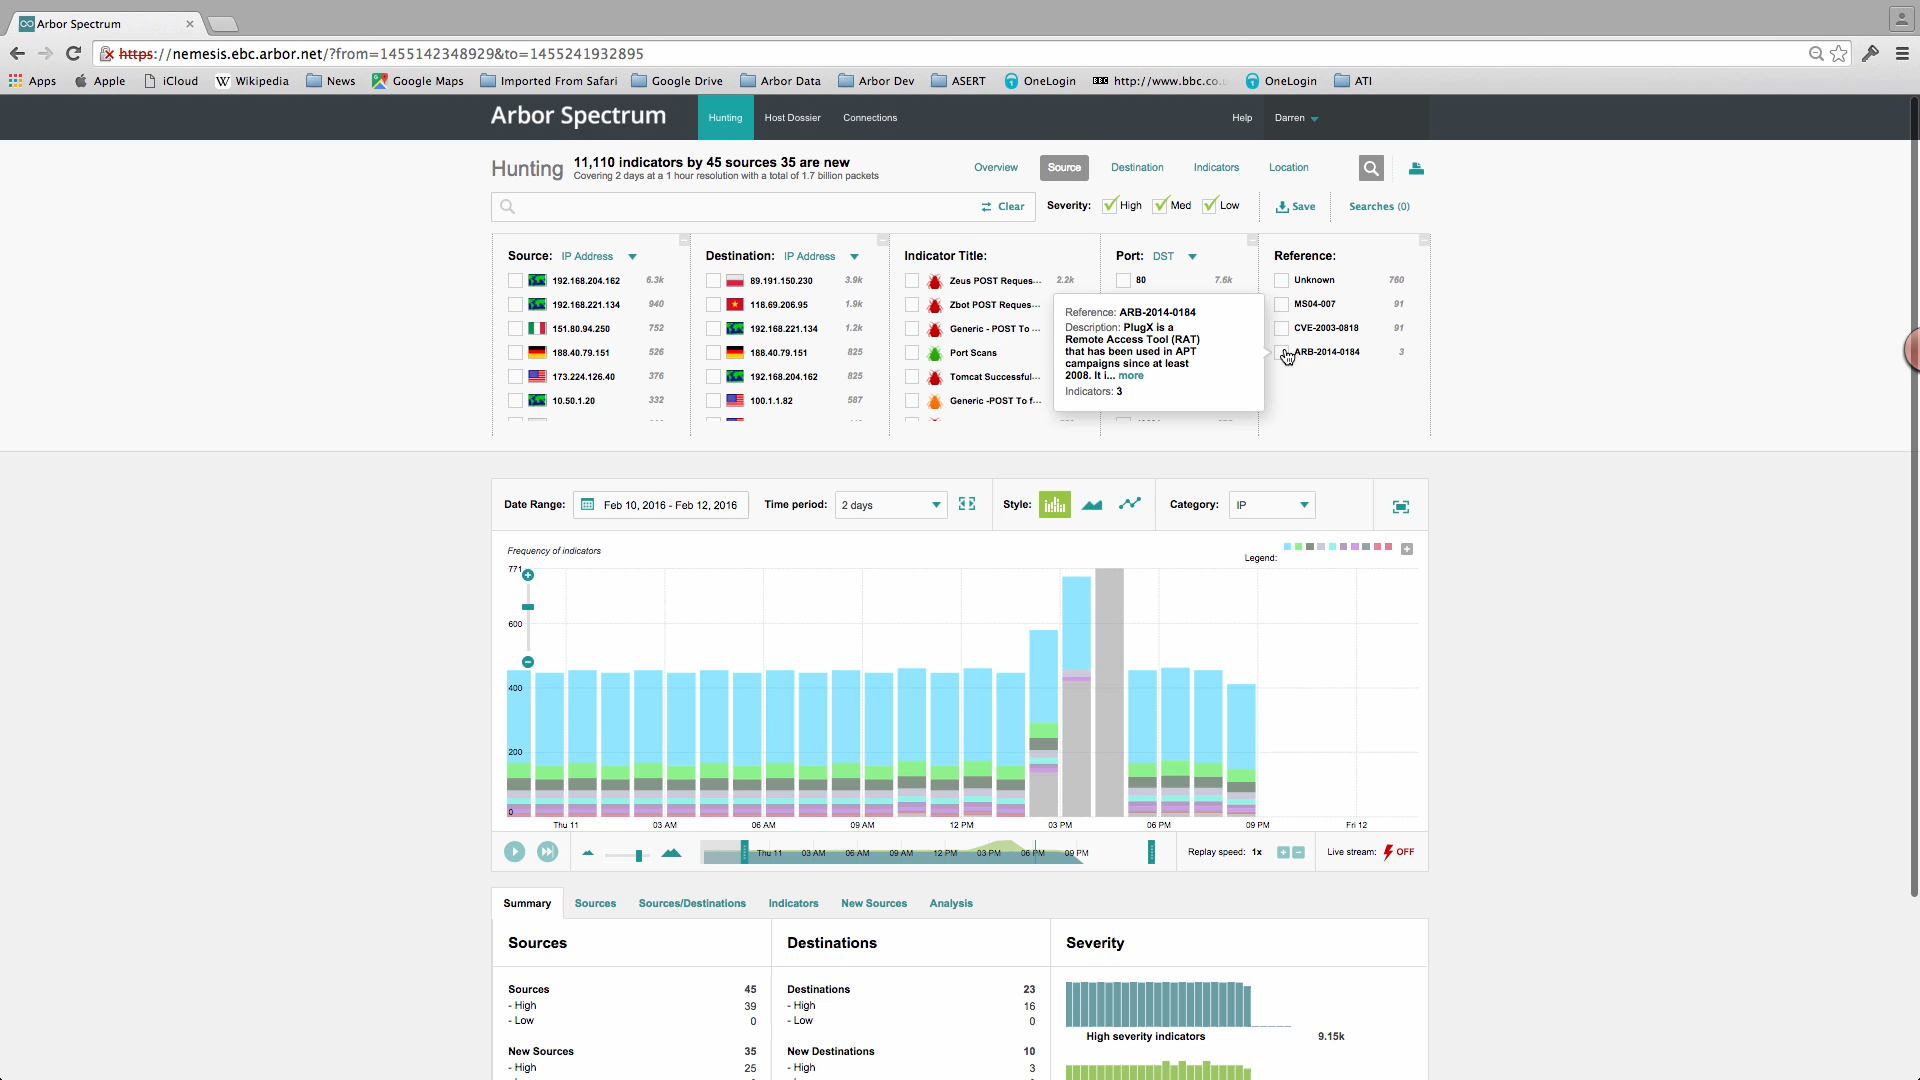 Arbor Spectrum
https://nemesis.ebc.arbor.net/?from=1455142348929&to=1455241932895
Apps Apple iCloud Wikipedia News Google Maps Imported From Safari Google Drive Arbor Data Arbor Dev ASERT OneLogin BBC http://www.bbc.co. OneLogin ATI
Arbor Spectrum Hunting Host Dossier Connections Help Darren
Hunting 11,110 indicators by 45 sources 35 are new
Covering 2 days at a 1 hour resolution with a total of 1.7 billion packets
Overview Source Destination Indicators Location
Clear Severity: High Med Low Save Searches (0)
Source: IP Address Destination: IP Address Indicator Title: Port: DST Reference:
192.168.204.162 6.3k 89.191.150.230 3.9k Zeus POST Reques... 2.2k 80 7.6k Unknown 760
192.168.221.134 940 118.69.206.95 1.9k Zbot POST Reques... MS04-007 91
151.80.94.250 752 192.168.221.134 1.2k Generic - POST To ... CVE-2003-0818 91
188.40.79.151 526 188.40.79.151 825 Port Scans ARB-2014-0184 3
173.224.126.40 376 192.168.204.162 825 Tomcat Successful...
10.50.1.20 332 100.1.1.82 587 Generic -POST To f...
Reference: ARB-2014-0184
Description: PlugX is a
Remote Access Tool (RAT)
that has been used in APT
campaigns since at least
2008. It i... more
Indicators: 3
Date Range: Feb 10, 2016 - Feb 12, 2016 Time period: 2 days Style: Category: IP
Frequency of indicators
Legend:
771
600
400
200
0
Thu 11 03 AM 06 AM 09 AM 12 PM 03 PM 06 PM 09 PM Fri 12
Thu 11 03 AM 06 AM 09 AM 12 PM 03 PM 06 PM 09 PM
Replay speed: 1x Live stream: OFF
Summary Sources Sources/Destinations Indicators New Sources Analysis
Sources Destinations Severity
Sources 45 Destinations 23
- High 39 - High 16
- Low 0 - Low 0
High severity indicators 9.15k
New Sources 35 New Destinations 10
- High 25 - High 3